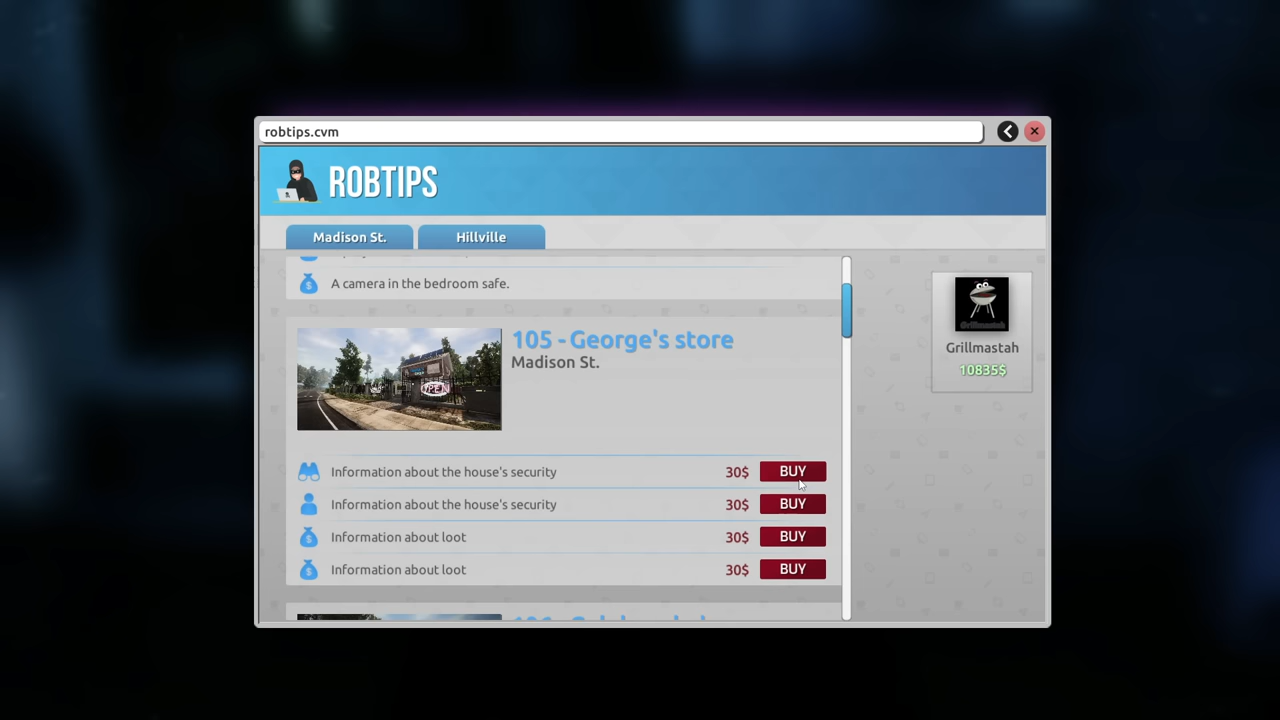 robtips.cvm
ROBTIPS
Madison St.
Hillville
A camera in the bedroom safe.
105 - George's store
Madison St.
OPEN
Information about the house's security 30$ BUY
Information about the house's security 30$ BUY
Information about loot 30$ BUY
Information about loot 30$ BUY
Grillmastah
Grillmastah
10835$